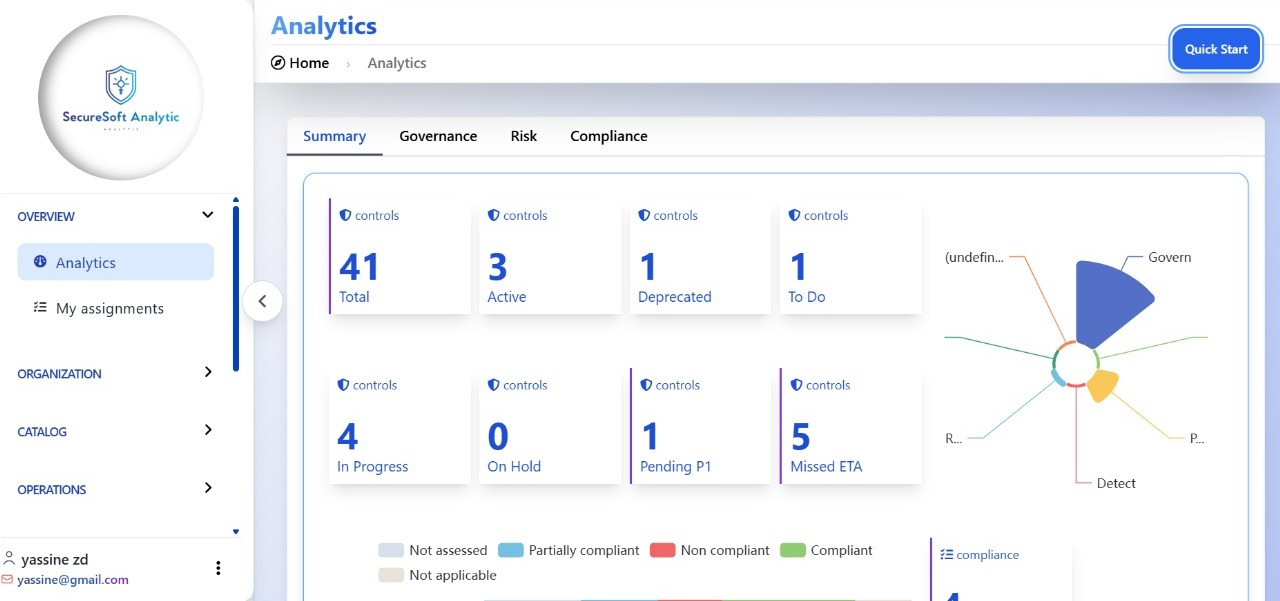 SecureSoft Analytic
OVERVIEW
Analytics
My assignments
ORGANIZATION
CATALOG
OPERATIONS
yassine zd
yassine@gmail.com
Analytics
Home › Analytics
Quick Start
Summary Governance Risk Compliance
controls
41
Total
controls
3
Active
controls
1
Deprecated
controls
1
To Do
controls
4
In Progress
controls
0
On Hold
controls
1
Pending P1
controls
5
Missed ETA
(undefin...
Govern
R...
P...
Detect
Not assessed Partially compliant Non compliant Compliant
Not applicable
compliance